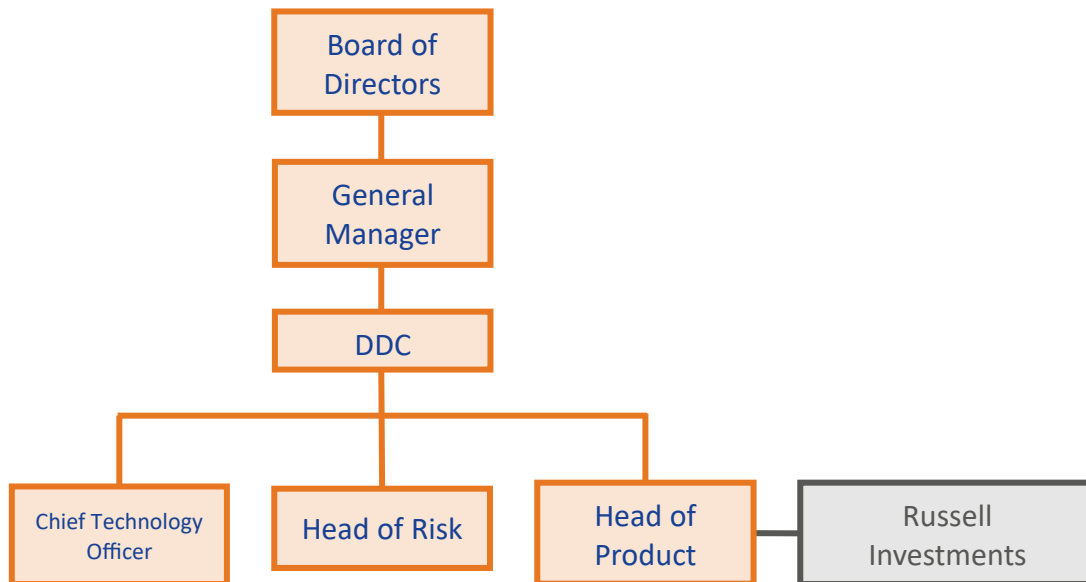 Board of
Directors
General
Manager
DDC
Chief Technology
Officer
Head of Risk
Head of
Product
Russell
Investments